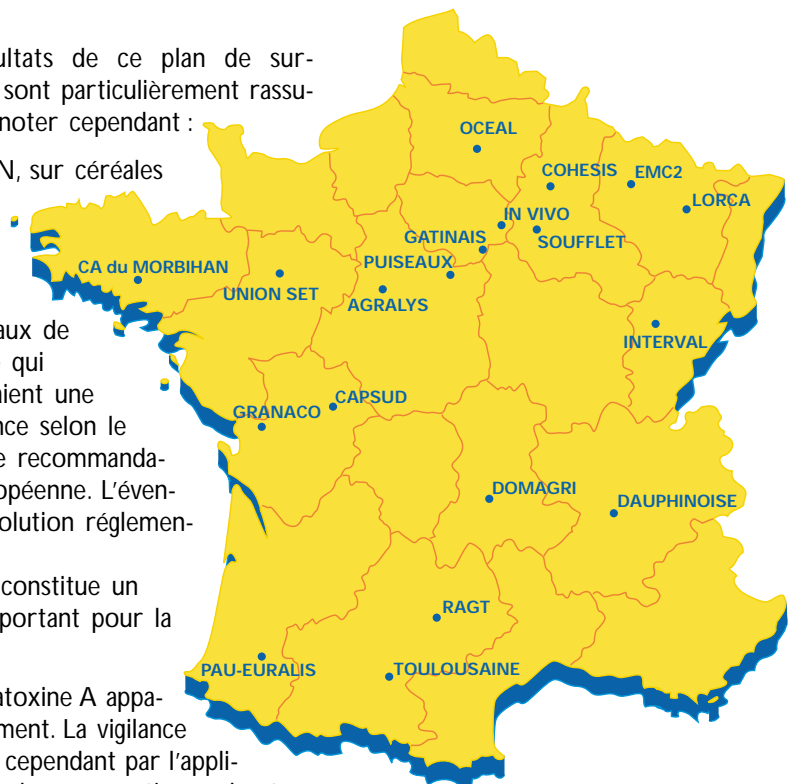 ultats de ce plan de sur-
sont particulièrement rassu-
noter cependant :
N, sur céréales
aux de
qui
aient une
nce selon le
e recommanda-
opéenne. L'éven-
olution réglemen-
constitue un
portant pour la
atoxine A appa-
ment. La vigilance
cependant par l'appli-
OCEAL
COHESIS
EMC2
LORCA
IN VIVO
GATINAIS
SOUFFLET
PUISEAUX
CA du MORBIHAN
UNION SET
AGRALYS
INTERVAL
CAPSUD
GRANACO
DOMAGRI
DAUPHINOISE
RAGT
PAU-EURALIS
TOULOUSAINE